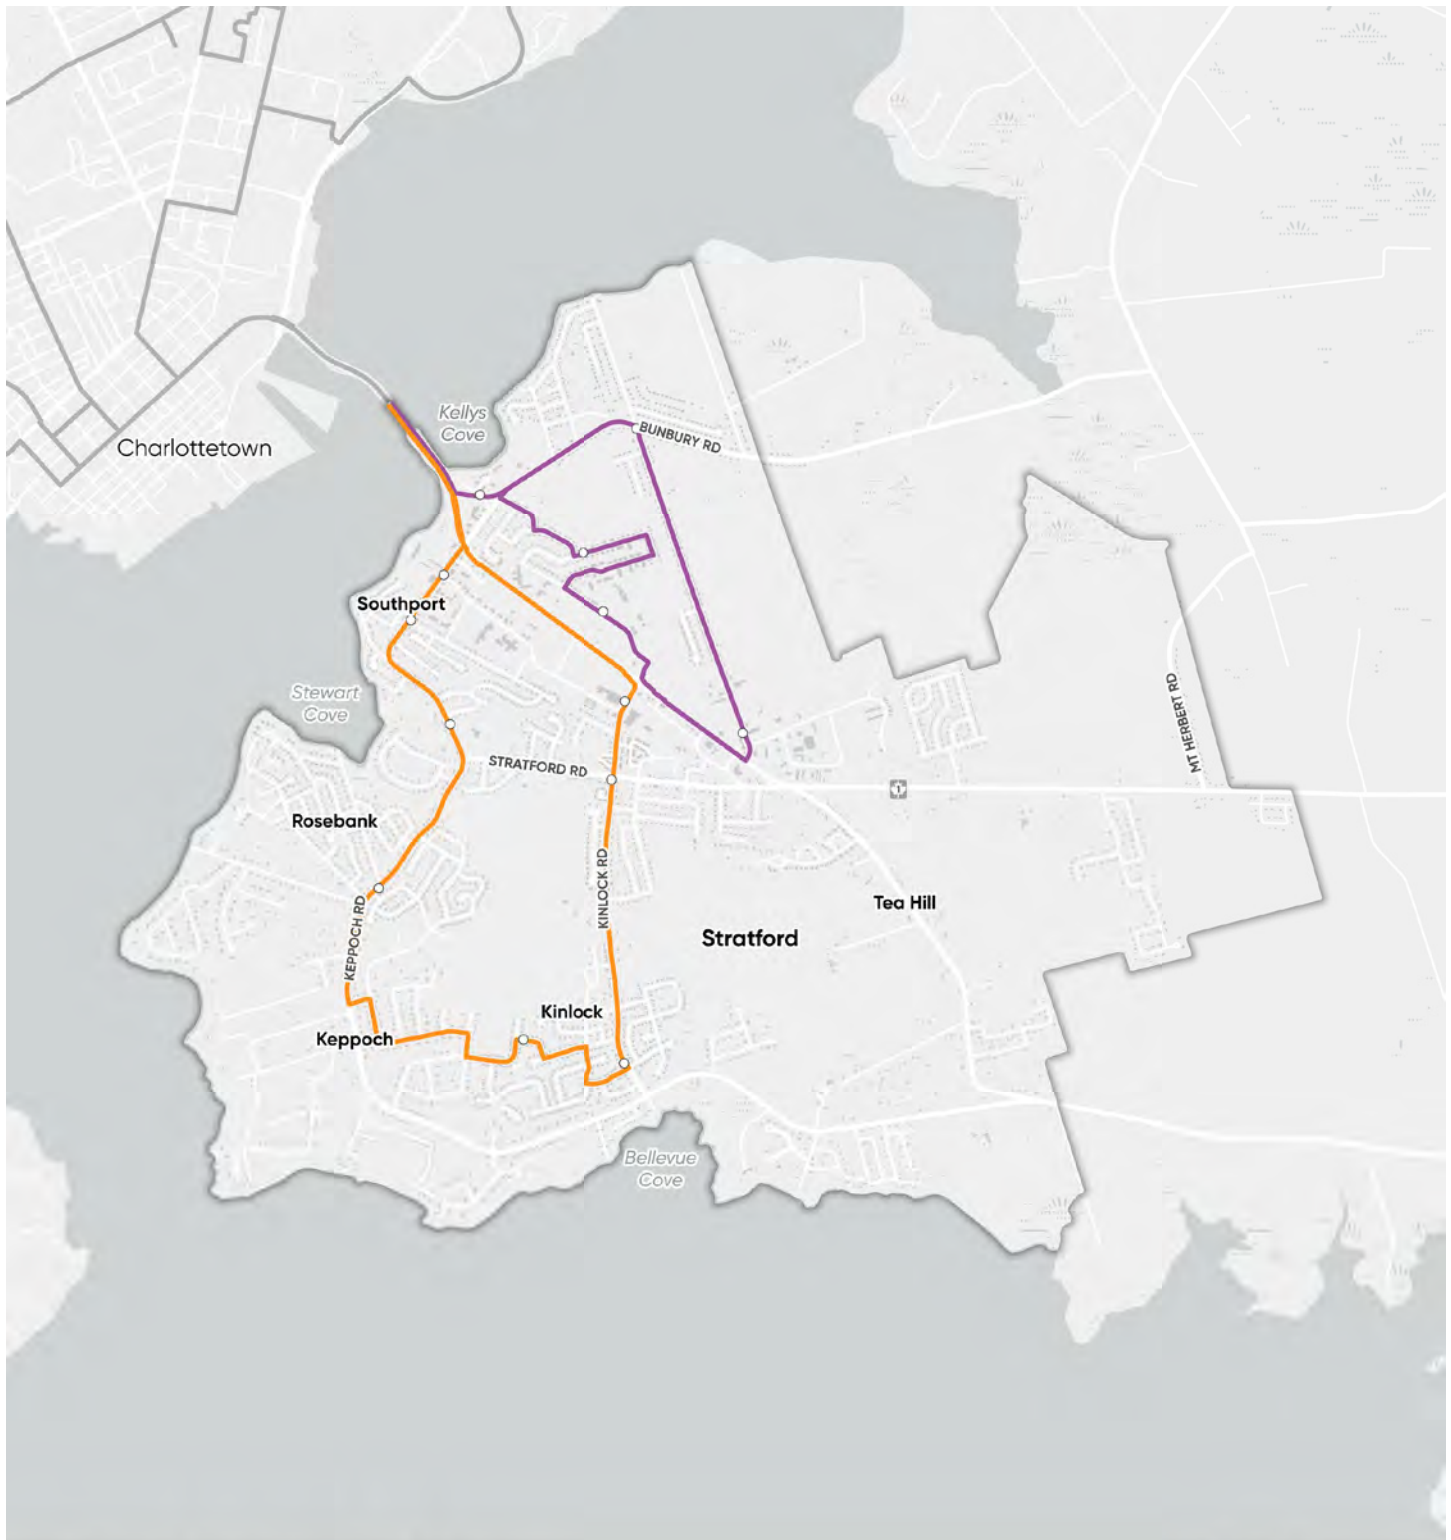 Kellys
Cove
BUNBURY RD
Charlottetown
Southport
Stewart
Cove
MT HERBERT RD
STRATFORD RD
1
Rosebank
KINLOCK RD
Tea Hill
KEPPOCH RD
Stratford
Kinlock
Keppoch
Bellevue
Cove